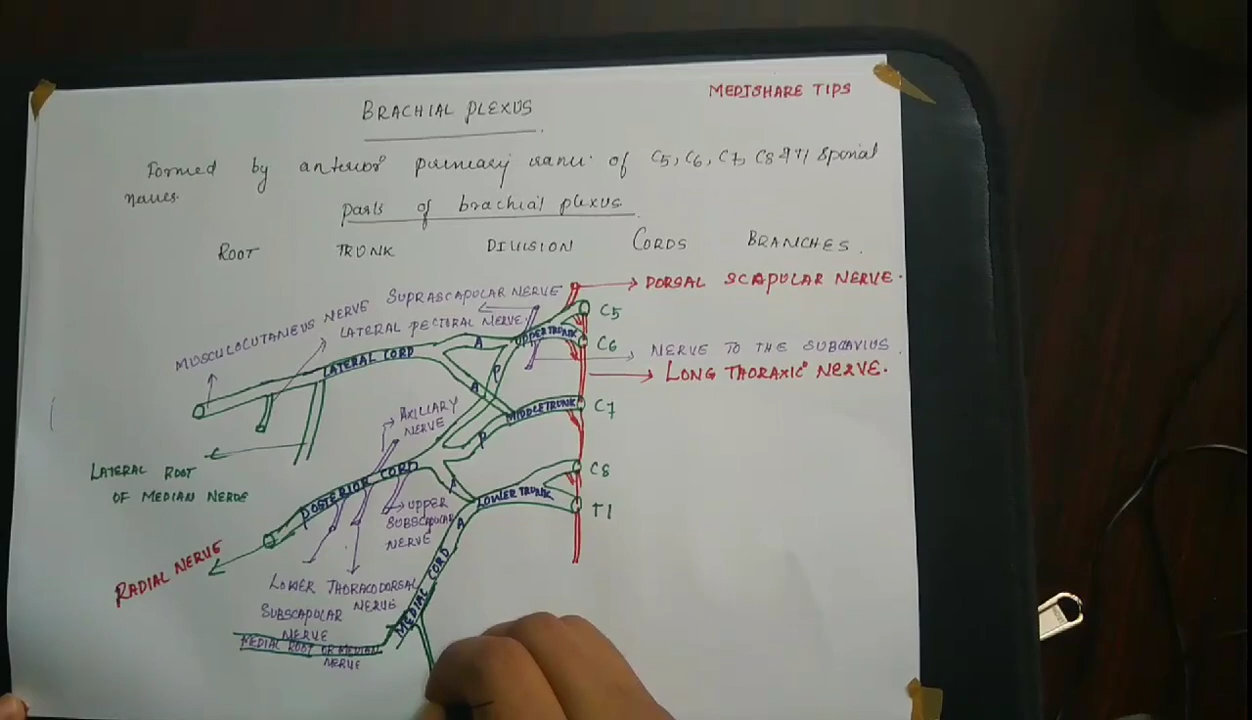 MEDISHARE TIPS
BRACHIAL PLEXUS
Formed by anterior primary rami of C5, C6, C7, C8 & T1 Spinal
nerves.
parts of brachial plexus.
ROOT TRUNK DIVISION CORDS BRANCHES.
DORSAL SCAPULAR NERVE.
SUPRASCAPULAR NERVE
C5
MUSCULOCUTANEUS NERVE
LATERAL PECTORAL NERVE.
UPPER TRUNK
A
C6
NERVE TO THE SUBCAVIUS.
LATERAL CORD
P
LONG THORAXIC NERVE.
A
MIDDLE TRUNK
C7
AXILLARY
NERVE
P
LATERAL ROOT
OF MEDIAN NERVE
POSTERIOR CORD
P
C8
LOWER TRUNK
T1
UPPER
SUBSCAPULAR
NERVE
A
RADIAL NERVE
MEDIAL CORD
LOWER
SUBSCAPULAR
NERVE
THORACODORSAL
NERVE
MEDIAL ROOT OF MEDIAN
NERVE